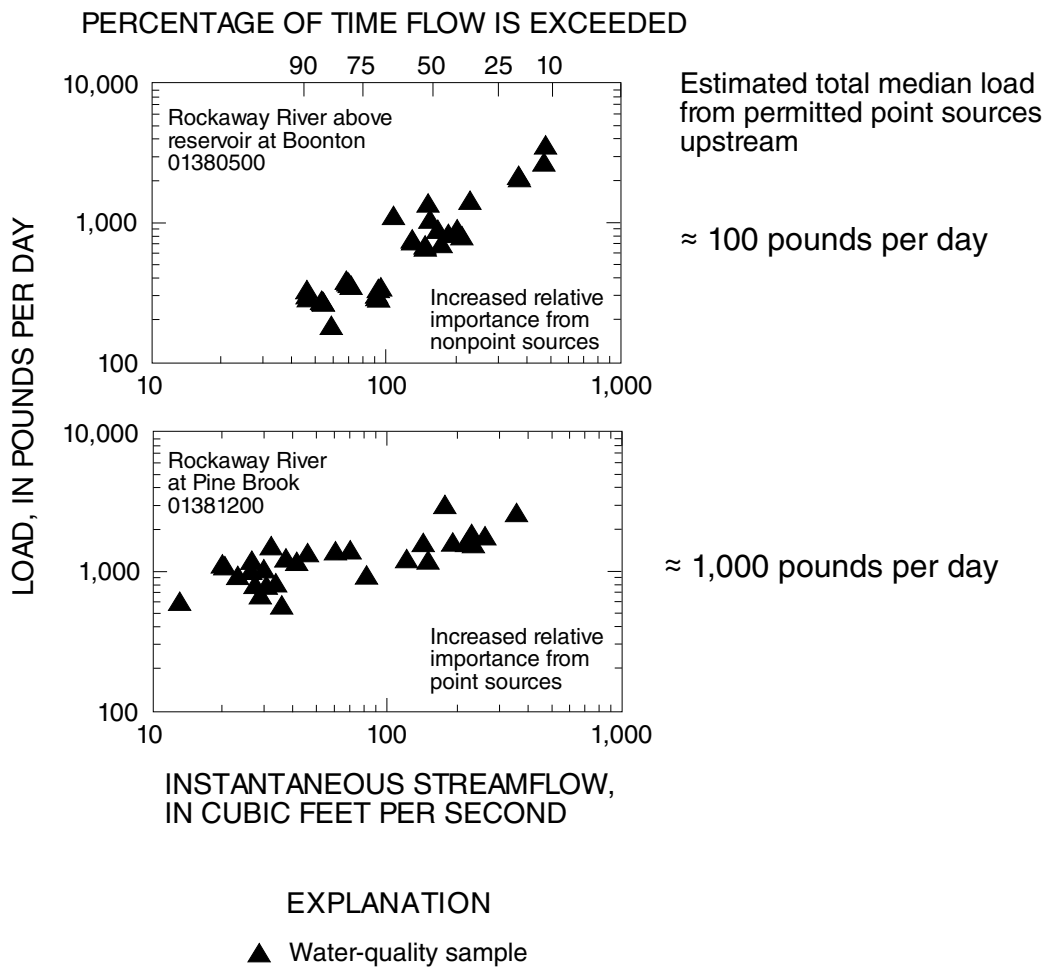 PERCENTAGE OF TIME FLOW IS EXCEEDED
90 75 50 25 10
10,000
1,000
100
10 100 1,000
Rockaway River above
reservoir at Boonton
01380500
Increased relative
importance from
nonpoint sources
Estimated total median load
from permitted point sources
upstream
≈ 100 pounds per day
LOAD, IN POUNDS PER DAY
10,000
1,000
100
10 100 1,000
Rockaway River
at Pine Brook
01381200
Increased relative
importance from
point sources
≈ 1,000 pounds per day
INSTANTANEOUS STREAMFLOW,
IN CUBIC FEET PER SECOND
EXPLANATION
Water-quality sample